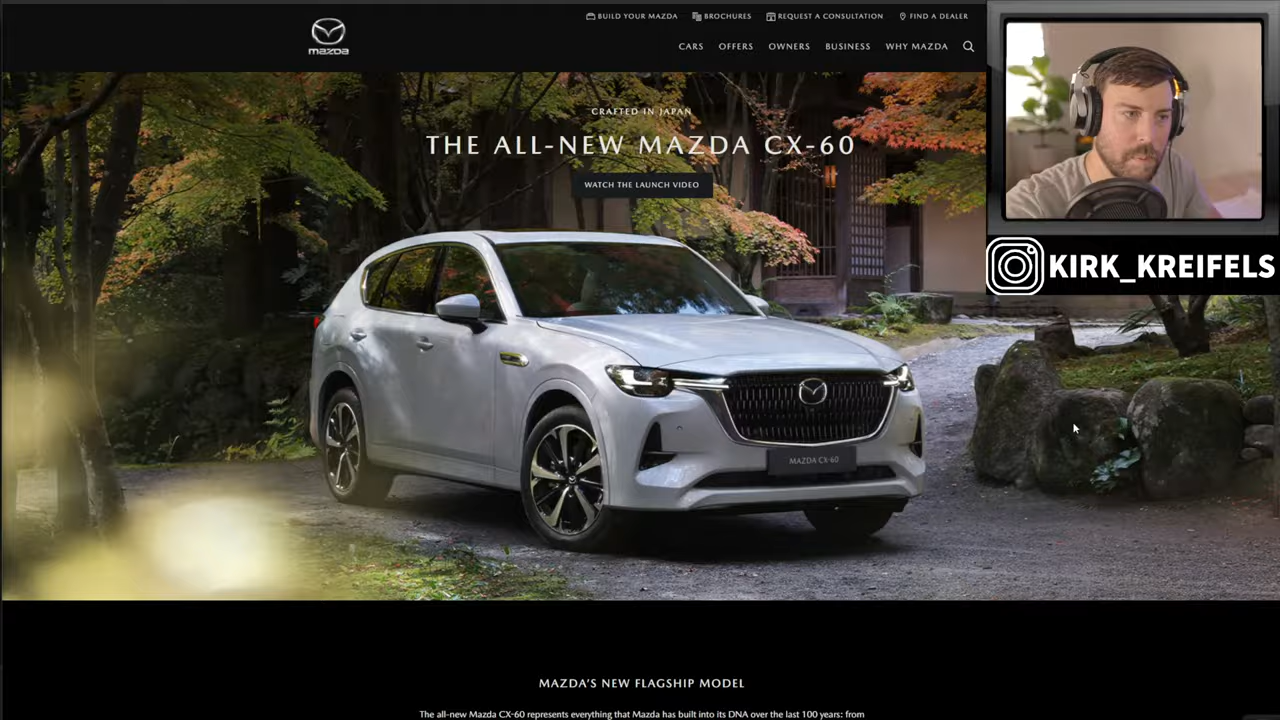 BUILD YOUR MAZDA BROCHURES REQUEST A CONSULTATION FIND A DEALER
mazda
CARS OFFERS OWNERS BUSINESS WHY MAZDA
CRAFTED IN JAPAN
THE ALL-NEW MAZDA CX-60
WATCH THE LAUNCH VIDEO
KIRK_KREIFELS
MAZDA CX-60
MAZDA'S NEW FLAGSHIP MODEL
The all-new Mazda CX-60 represents everything that Mazda has built into its DNA over the last 100 years: from